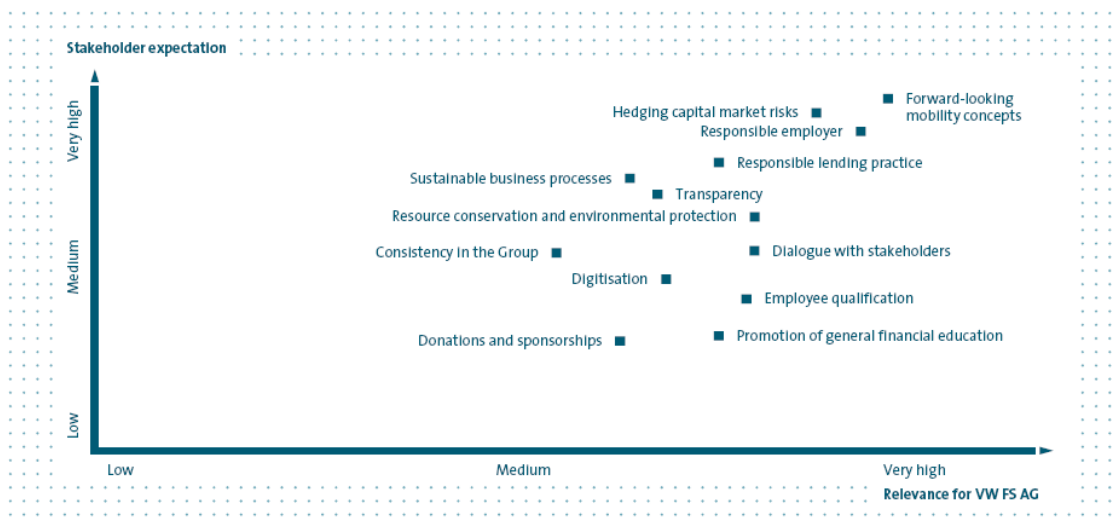 Stakeholder expectation
Very high
Medium
Low
Forward-looking
mobility concepts
Hedging capital market risks
Responsible employer
Responsible lending practice
Sustainable business processes
Transparency
Resource conservation and environmental protection
Consistency in the Group
Dialogue with stakeholders
Digitisation
Employee qualification
Donations and sponsorships
Promotion of general financial education
Low
Medium
Very high
Relevance for VW FS AG